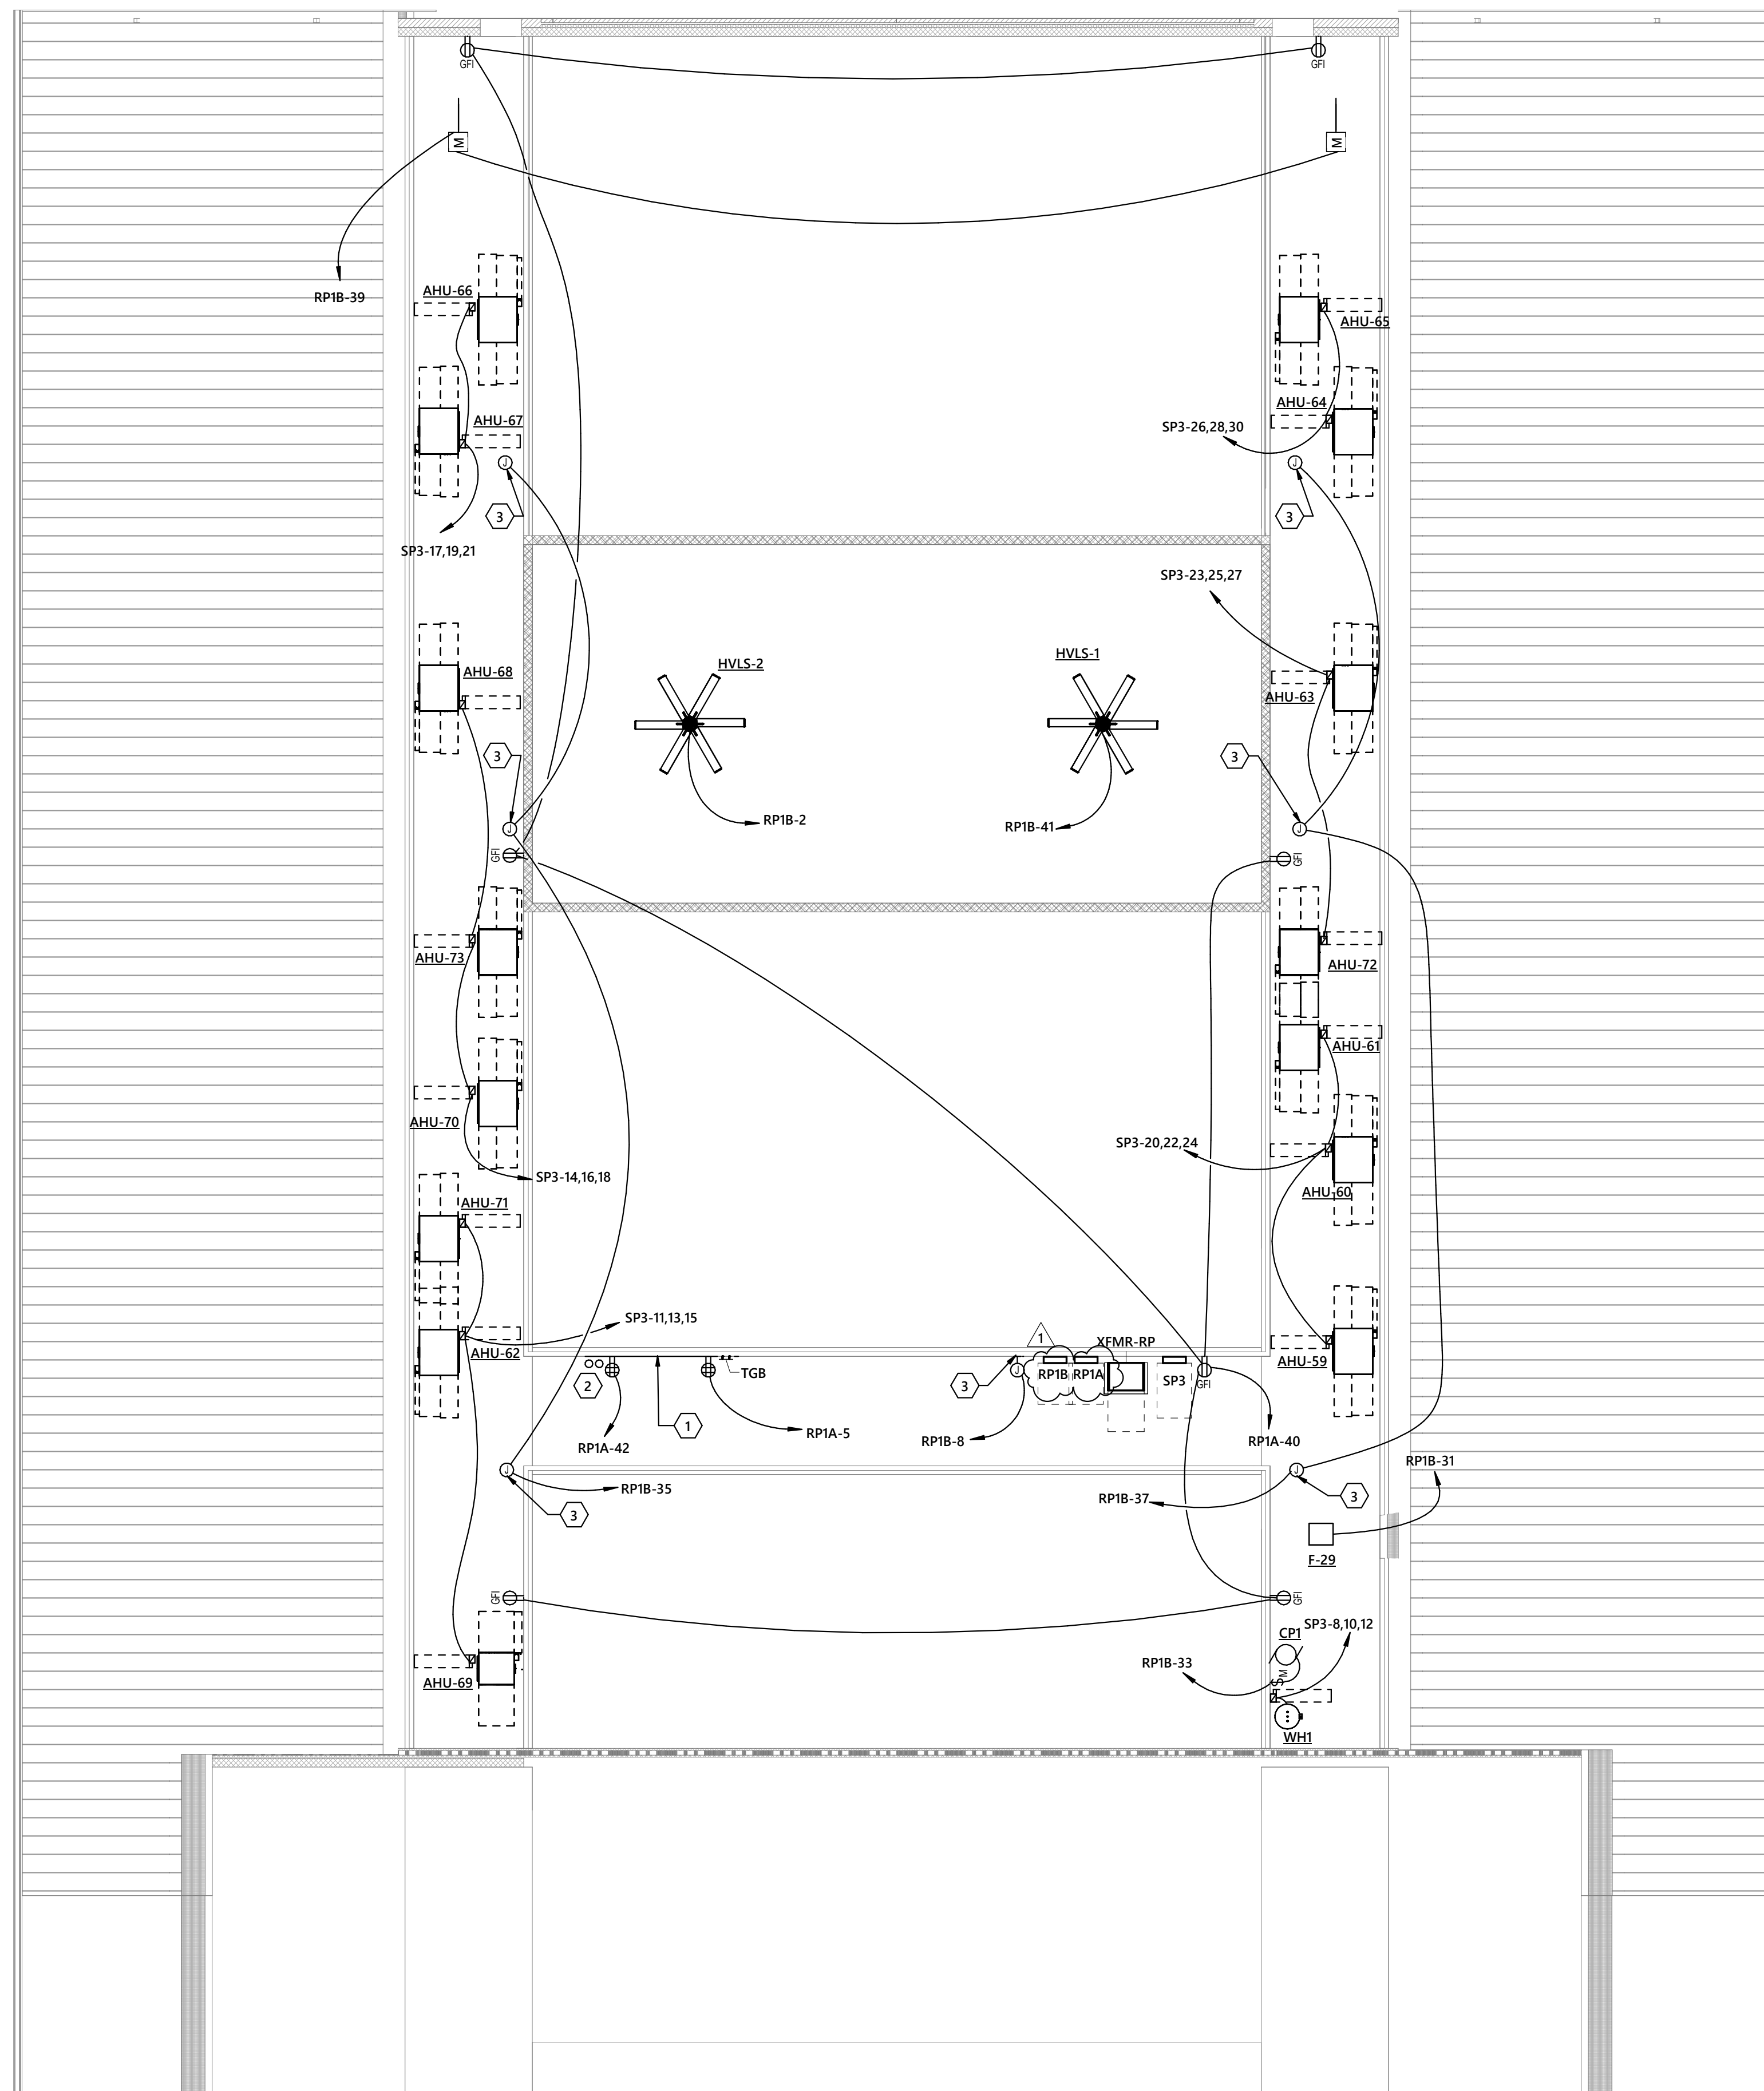 GFI
GFI
M
M
AHU-66
RP1B-39
AHU-65
AHU-64
AHU-67
SP3-26,28,30
J
J
3
3
SP3-17,19,21
SP3-23,25,27
HVLS-1
HVLS-2
AHU-68
AHU-63
3
3
RP1B-2
RP1B-41
J
J
GFI
GFI
AHU-73
AHU-72
AHU-61
AHU-70
SP3-20,22,24
SP3-14,16,18
AHU-60
AHU-71
SP3-11,13,15
1
XFMR-RP
AHU-62
AHU-59
TGB
J
RP1B
RP1A
SP3
GFI
2
3
1
RP1A-5
RP1A-42
RP1B-8
RP1A-40
RP1B-31
J
J
RP1B-35
RP1B-37
3
3
F-29
GFI
GFI
SP3-8,10,12
CP1
RP1B-33
AHU-69
SM
WH1